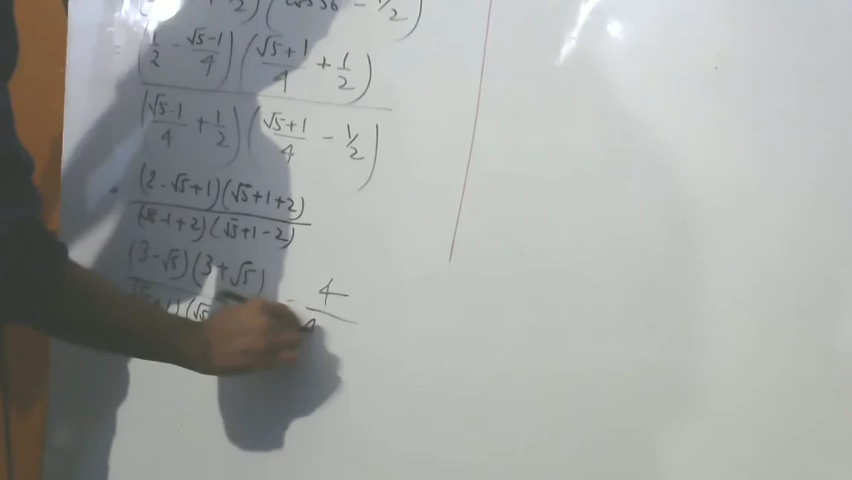 (1/2 - (√5-1)/4) ((√5+1)/4 + 1/2)
((√5-1)/4 + 1/2) ((√5+1)/4 - 1/2)
(2-√5+1)(√5+1+2)
(√5-1+2)(√5+1-2)
(3-√5)(3+√5)
= 4/4